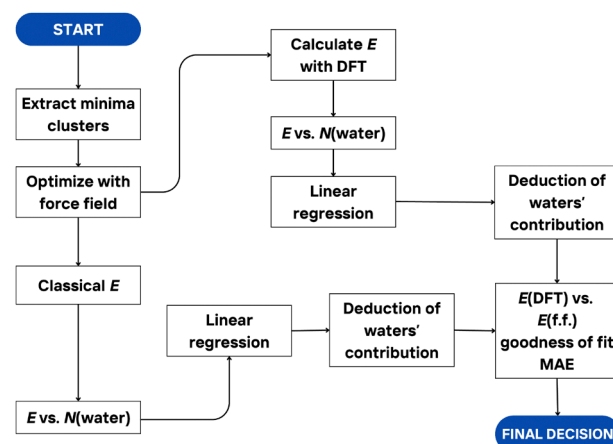 START
Extract minima
clusters
Optimize with
force field
Classical E
E vs. N(water)
Calculate E
with DFT
E vs. N(water)
Linear
regression
Deduction of
waters'
contribution
Linear
regression
Deduction of
waters'
contribution
E(DFT) vs.
E(f.f.)
goodness of fit
MAE
FINAL DECISION